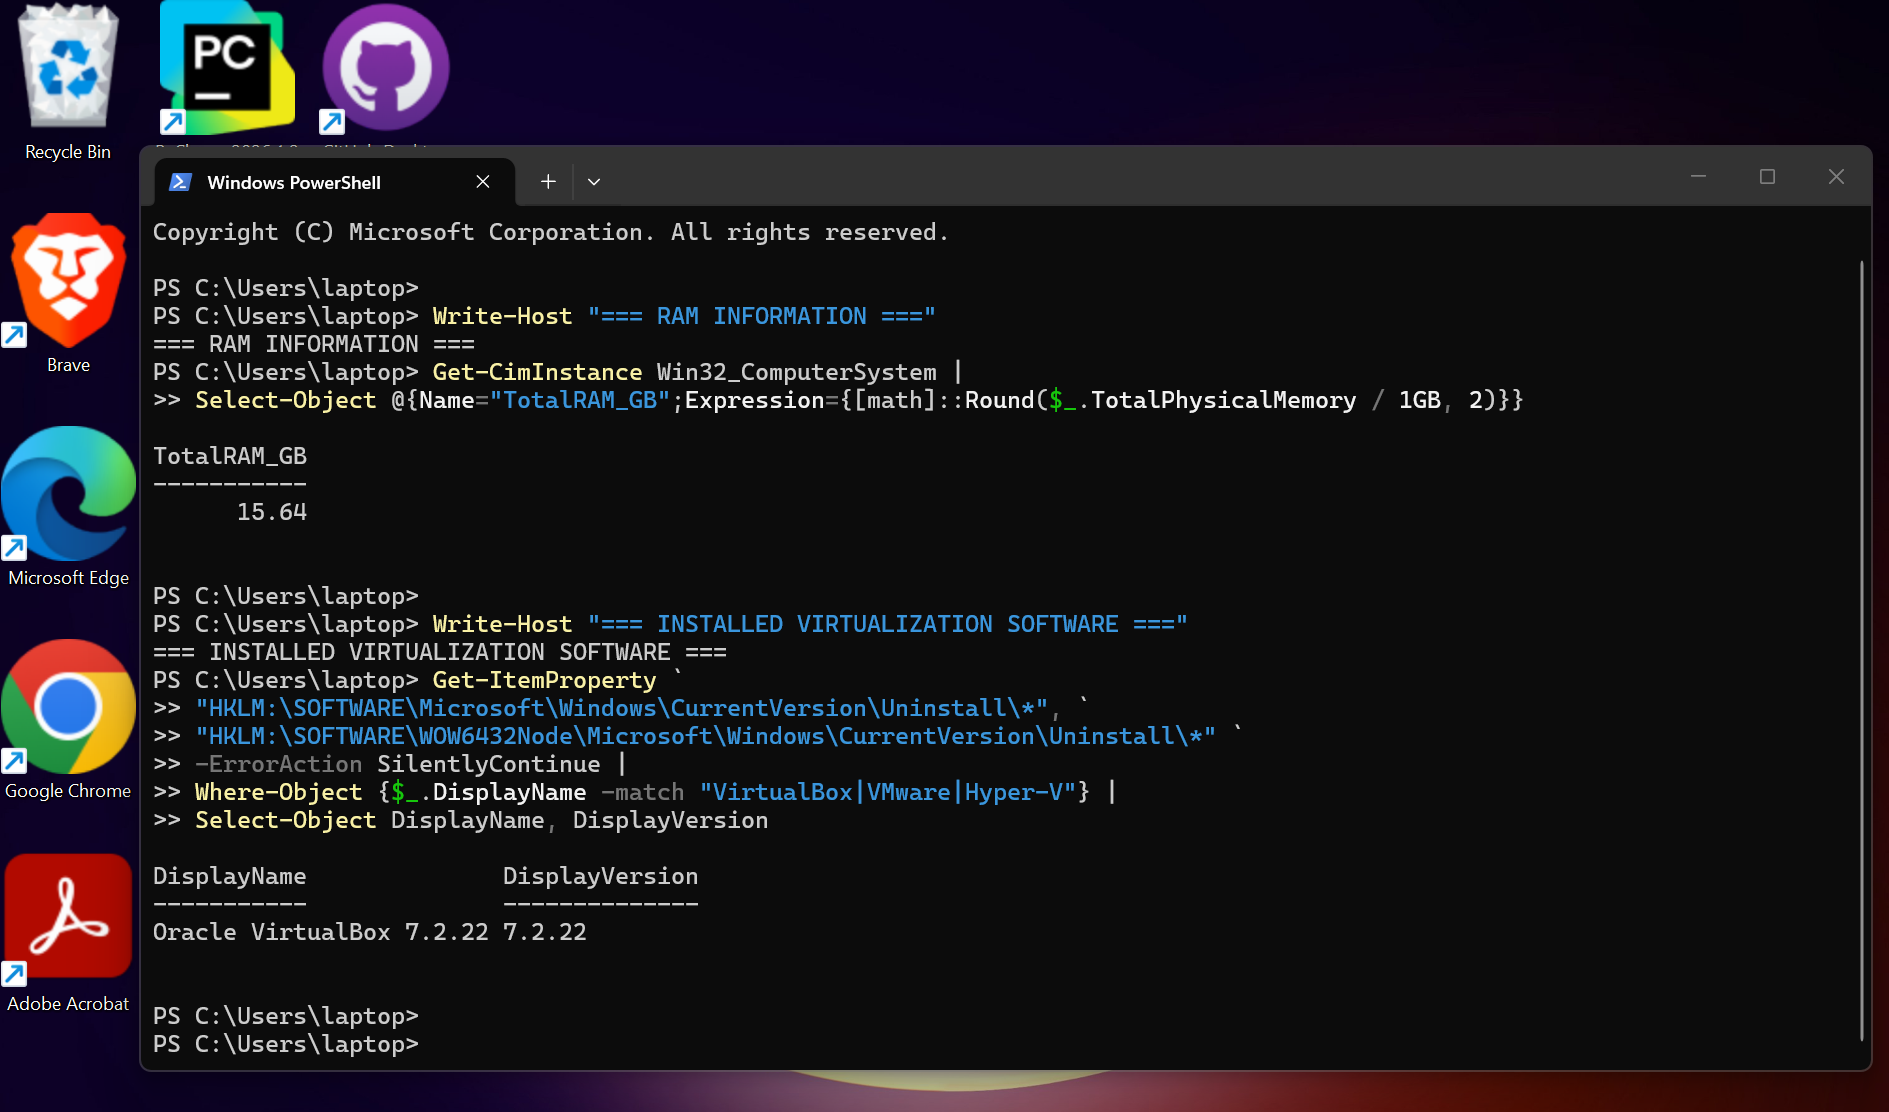 PC
Recycle Bin
Windows PowerShell
Copyright (C) Microsoft Corporation. All rights reserved.
PS C:\Users\laptop>
PS C:\Users\laptop> Write-Host "=== RAM INFORMATION ==="
=== RAM INFORMATION ===
PS C:\Users\laptop> Get-CimInstance Win32_ComputerSystem |
>> Select-Object @{Name="TotalRAM_GB";Expression={[math]::Round($_.TotalPhysicalMemory / 1GB, 2)}}
TotalRAM_GB
-----------
15.64
PS C:\Users\laptop>
PS C:\Users\laptop> Write-Host "=== INSTALLED VIRTUALIZATION SOFTWARE ==="
=== INSTALLED VIRTUALIZATION SOFTWARE ===
PS C:\Users\laptop> Get-ItemProperty `
>> "HKLM:\SOFTWARE\Microsoft\Windows\CurrentVersion\Uninstall\*", `
>> "HKLM:\SOFTWARE\WOW6432Node\Microsoft\Windows\CurrentVersion\Uninstall\*" `
>> -ErrorAction SilentlyContinue |
>> Where-Object {$_.DisplayName -match "VirtualBox|VMware|Hyper-V"} |
>> Select-Object DisplayName, DisplayVersion
DisplayName DisplayVersion
----------- --------------
Oracle VirtualBox 7.2.22 7.2.22
PS C:\Users\laptop>
PS C:\Users\laptop>
Brave
Microsoft Edge
Google Chrome
Adobe Acrobat